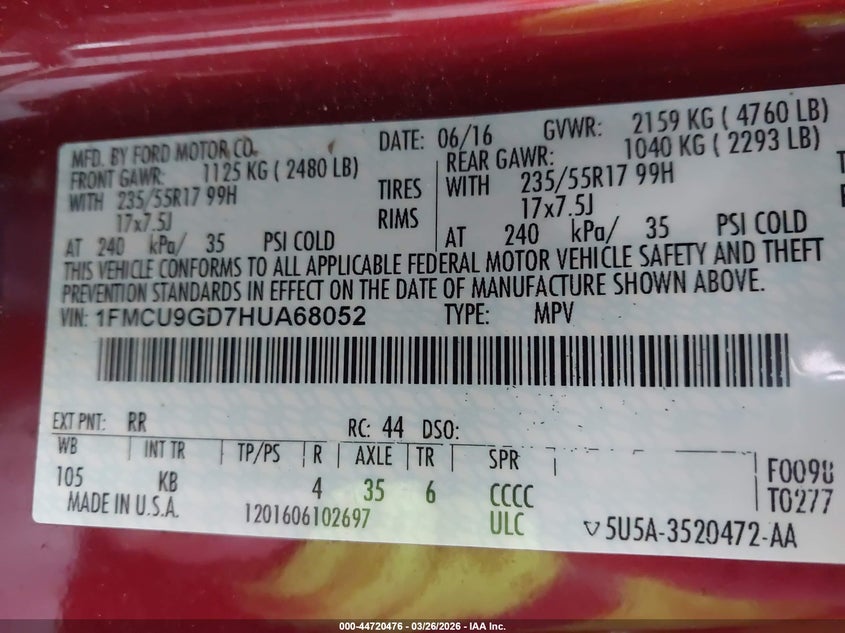 MFD. BY FORD MOTOR CO. DATE: 06/16 GVWR: 2159 KG ( 4760 LB)
FRONT GAWR: 1125 KG ( 2480 LB) REAR GAWR: 1040 KG ( 2293 LB)
WITH 235/55R17 99H TIRES WITH 235/55R17 99H
17x7.5J RIMS 17x7.5J
AT 240 kPa/ 35 PSI COLD AT 240 kPa/ 35 PSI COLD
THIS VEHICLE CONFORMS TO ALL APPLICABLE FEDERAL MOTOR VEHICLE SAFETY AND THEFT
PREVENTION STANDARDS IN EFFECT ON THE DATE OF MANUFACTURE SHOWN ABOVE.
VIN: 1FMCU9GD7HUA68052 TYPE: MPV
EXT PNT: RR RC: 44 DSO:
WB INT TR TP/PS R AXLE TR SPR F0098
105 KB 4 35 6 CCCC T0277
MADE IN U.S.A. 1201606102697 ULC 5U5A-3520472-AA
000-44720476 — 03/26/2026 — IAA Inc.